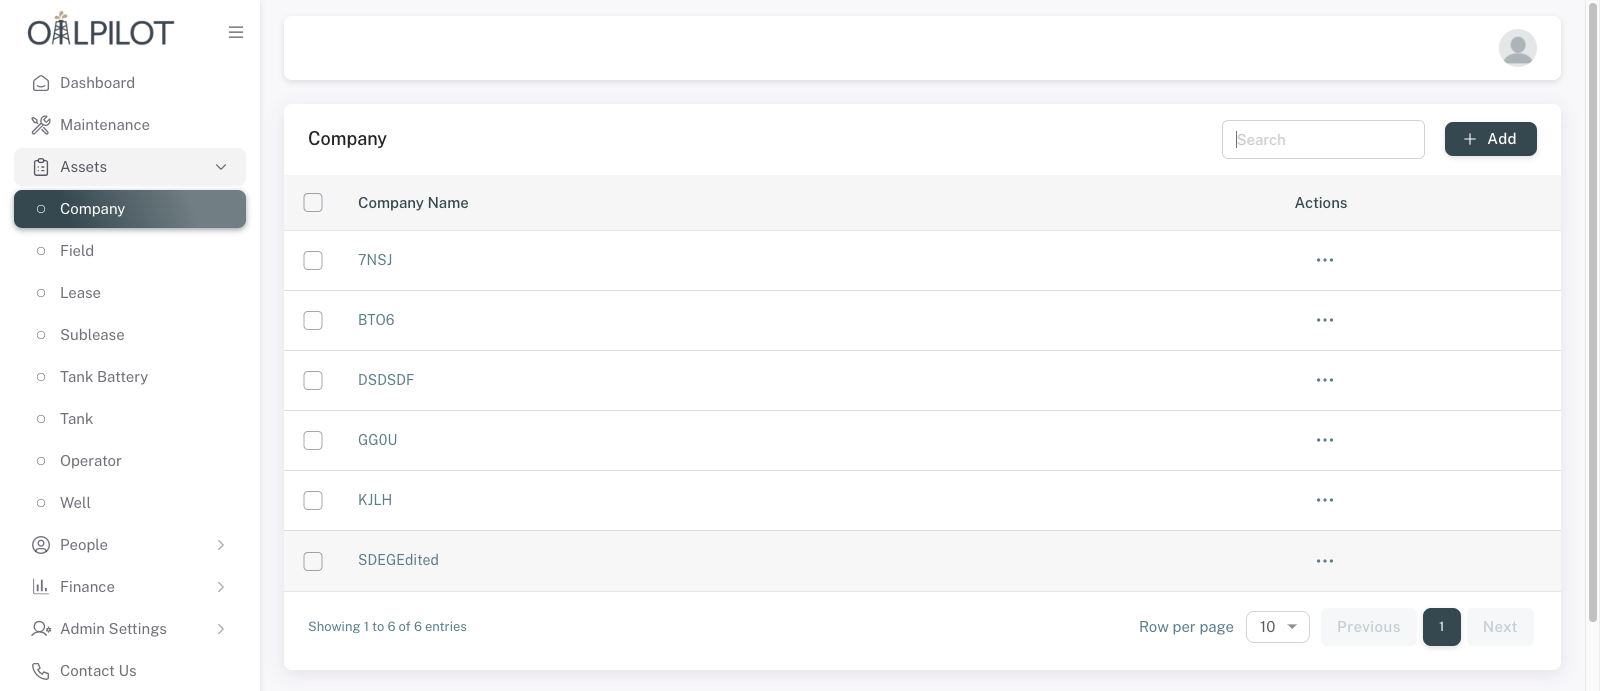 OILPILOT
Dashboard
Maintenance
Assets
Company
Field
Lease
Sublease
Tank Battery
Tank
Operator
Well
People
Finance
Admin Settings
Contact Us
Company
Search
Add
Company Name Actions
7NSJ
BTO6
DSDSDF
GG0U
KJLH
SDEGEdited
Showing 1 to 6 of 6 entries
Row per page 10 Previous 1 Next